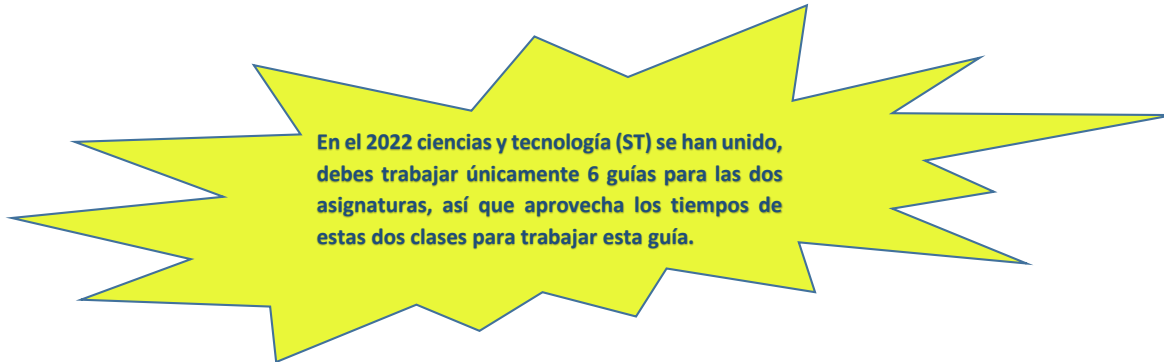 En el 2022 ciencias y tecnología (ST) se han unido,
debes trabajar únicamente 6 guías para las dos
asignaturas, así que aprovecha los tiempos de
estas dos clases para trabajar esta guía.